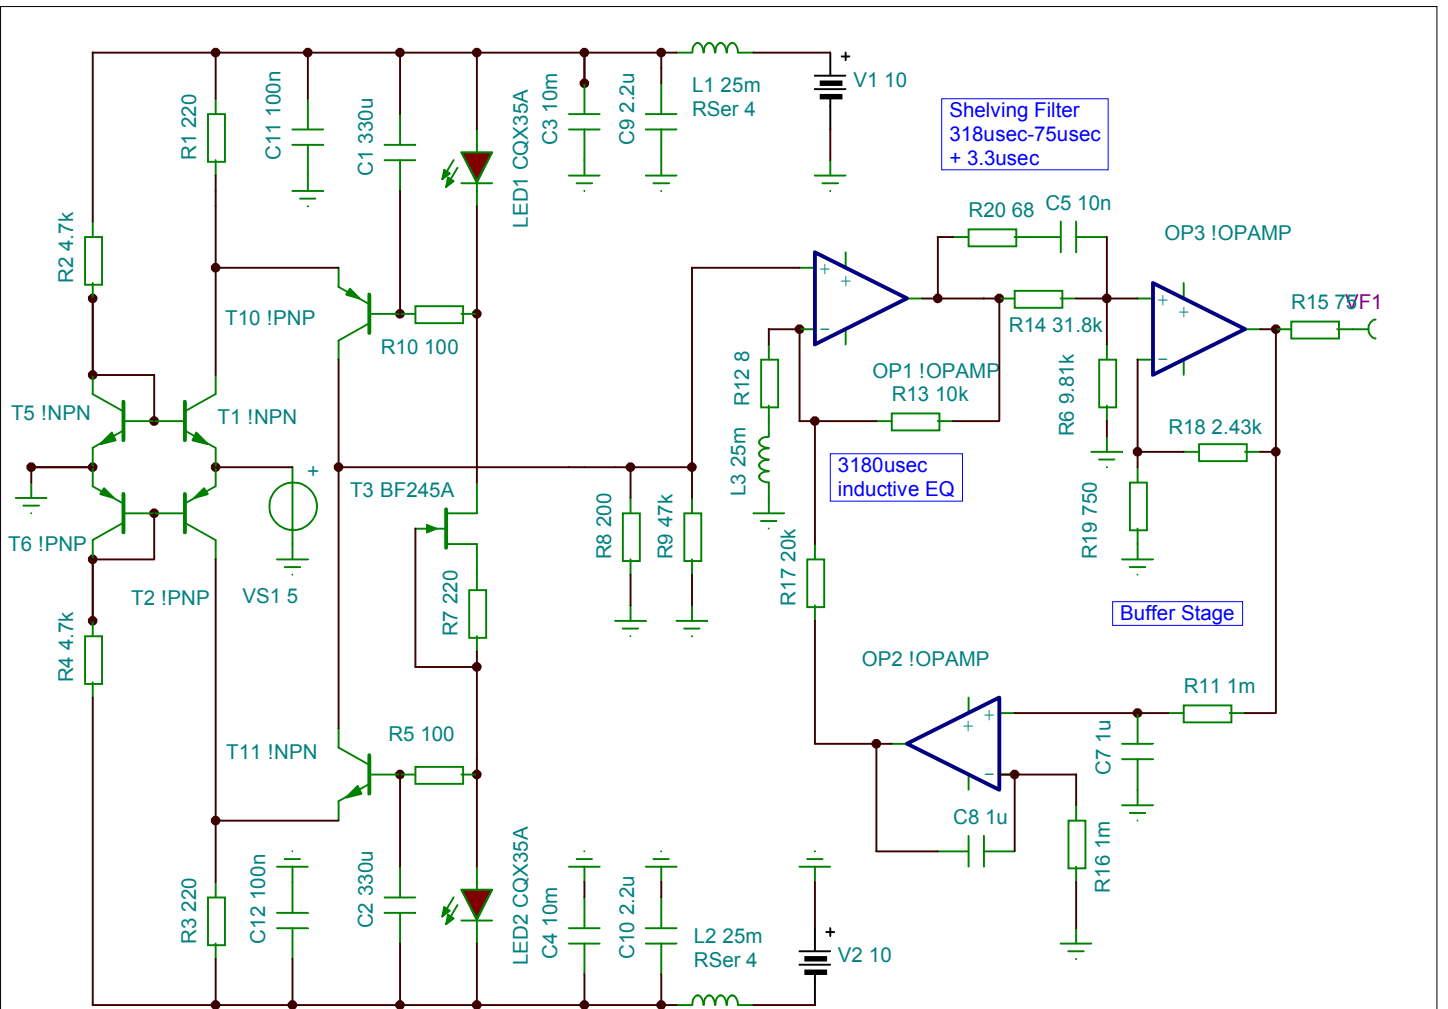 R1 220
C11 100n
C1 330u
LED1 CQX35A
C3 10m
C9 2.2u
L1 25m
RSer 4
V1 10
Shelving Filter
318usec-75usec
+ 3.3usec
R2 4.7k
R20 68
C5 10n
OP3 !OPAMP
T10 !PNP
R10 100
R14 31.8k
R15 75
VF1
R12 8
OP1 !OPAMP
R13 10k
R6 9.81k
T5 !NPN
T1 !NPN
R18 2.43k
L3 25m
3180usec
inductive EQ
T3 BF245A
R8 200
R9 47k
R19 750
T6 !PNP
T2 !PNP
VS1 5
R7 220
R17 20k
Buffer Stage
R4 4.7k
OP2 !OPAMP
R11 1m
T11 !NPN
R5 100
C7 1u
C8 1u
R16 1m
R3 220
C12 100n
C2 330u
LED2 CQX35A
C4 10m
C10 2.2u
L2 25m
RSer 4
V2 10